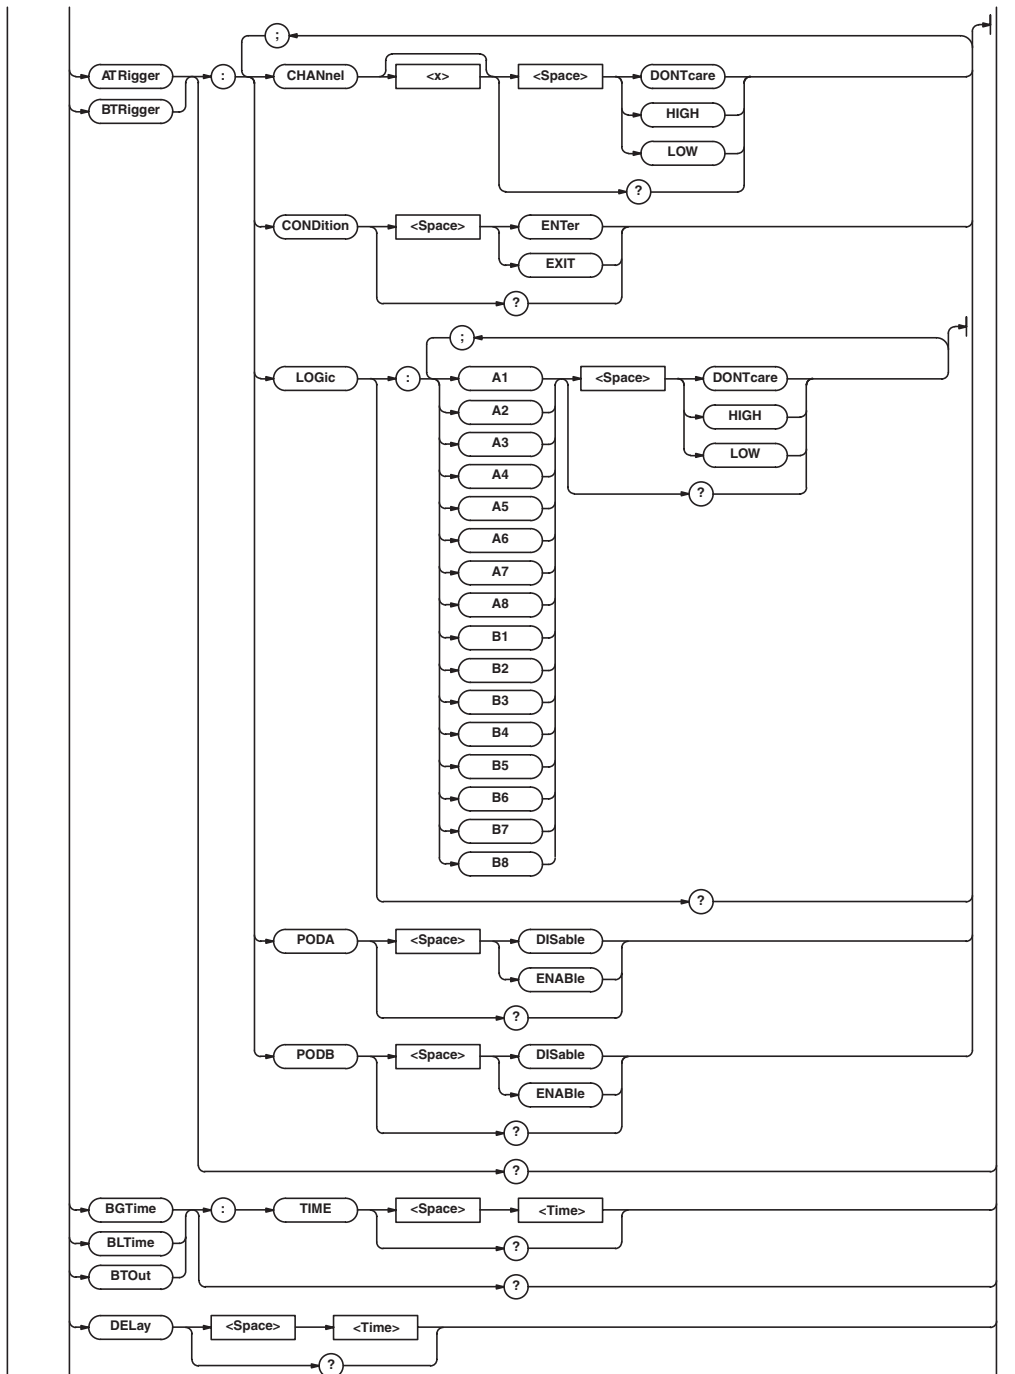 ;
ATRigger : CHANnel <x> <Space> DONTcare
BTRigger HIGH
LOW
?
CONDition <Space> ENTer
EXIT
?
;
LOGic : A1 <Space> DONTcare
A2 HIGH
A3
A4 LOW
A5 ?
A6
A7
A8
B1
B2
B3
B4
B5
B6
B7
B8
?
PODA <Space> DISable
ENABle
?
PODB <Space> DISable
ENABle
?
?
BGTime : TIME <Space> <Time>
BLTime ?
BTOut ?
DELay <Space> <Time>
?